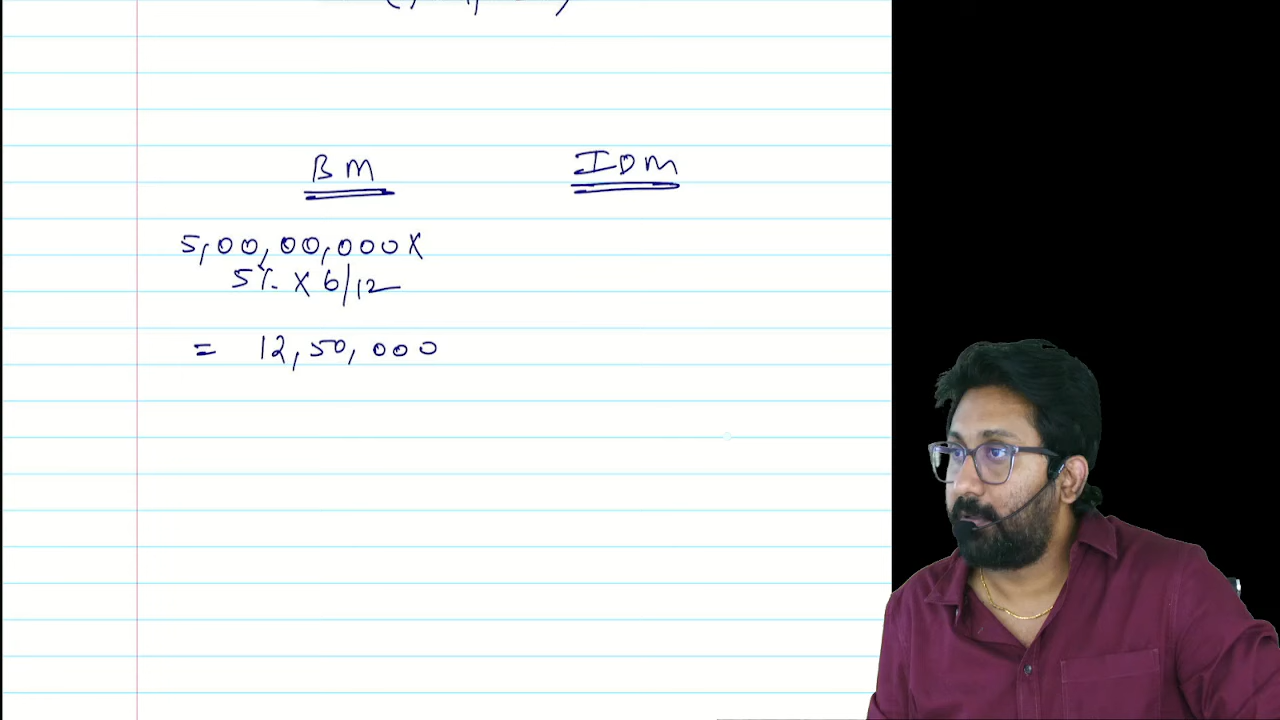 BM IDM
5,00,00,000 X
5% X 6/12
= 12,50,000